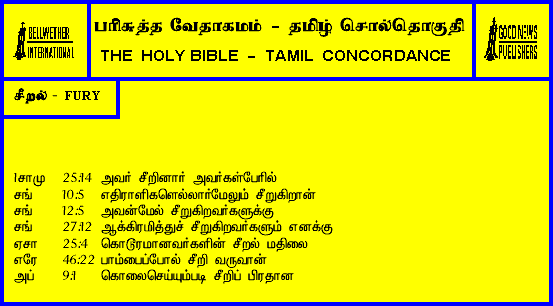 BELLWETHER
INTERNATIONAL
பரிசுத்த வேதாகமம் - தமிழ் சொல்தொகுதி
THE HOLY BIBLE - TAMIL CONCORDANCE
GOOD NEWS
PUBLISHERS
சீறல் - FURY
1சாமு 25:14 அவர் சீறினார் அவர்கள்பேரில்
சங் 10:5 எதிராளிகளெல்லார்மேலும் சீறுகிறான்
சங் 12:5 அவன்மேல் சீறுகிறவர்களுக்கு
சங் 27:12 ஆக்கிரமித்துச் சீறுகிறவர்களும் எனக்கு
ஏசா 25:4 கொடூரமானவர்களின் சீறல் மதிலை
எரே 46:22 பாம்பைப்போல் சீறி வருவான்
அப் 9:1 கொலைசெய்யும்படி சீறிப் பிரதான